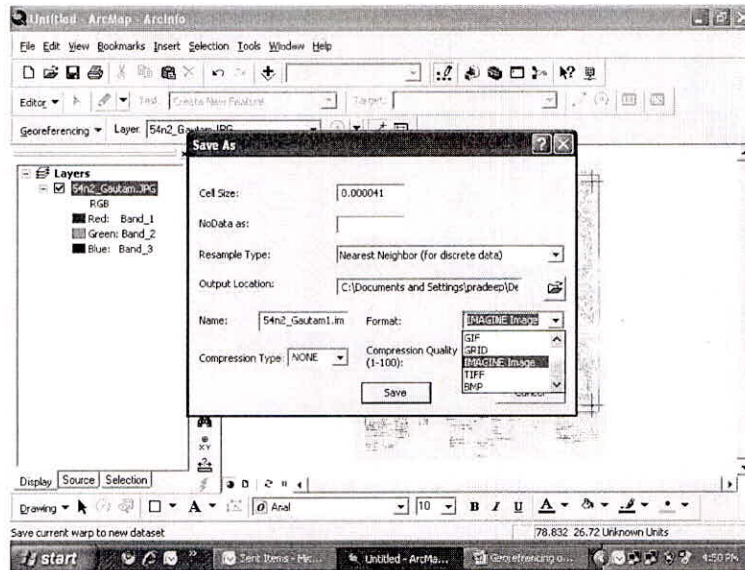 Untitled - ArcMap - ArcInfo
File Edit View Bookmarks Insert Selection Tools Window Help
Editor Task: Create New Feature Target:
Georeferencing Layer: 54n2_Gautam.JPG
Save As
Layers
54n2_Gautam.JPG
RGB
Red: Band_1
Green: Band_2
Blue: Band_3
Cell Size: 0.000041
NoData as:
Resample Type: Nearest Neighbor (for discrete data)
Output Location: C:\Documents and Settings\pradeep\De
Name: 54n2_Gautam1.im Format: IMAGINE Image
GIF
GRID
IMAGINE Image
TIFF
BMP
Compression Type: NONE Compression Quality (1-100):
Save Cancel
Display Source Selection
Drawing A Arial 10 B I U A
Save current warp to new dataset 78.832 26.72 Unknown Units
start Sent Items - Mic... Untitled - ArcMa... Georefrencing o... 4:50 PM